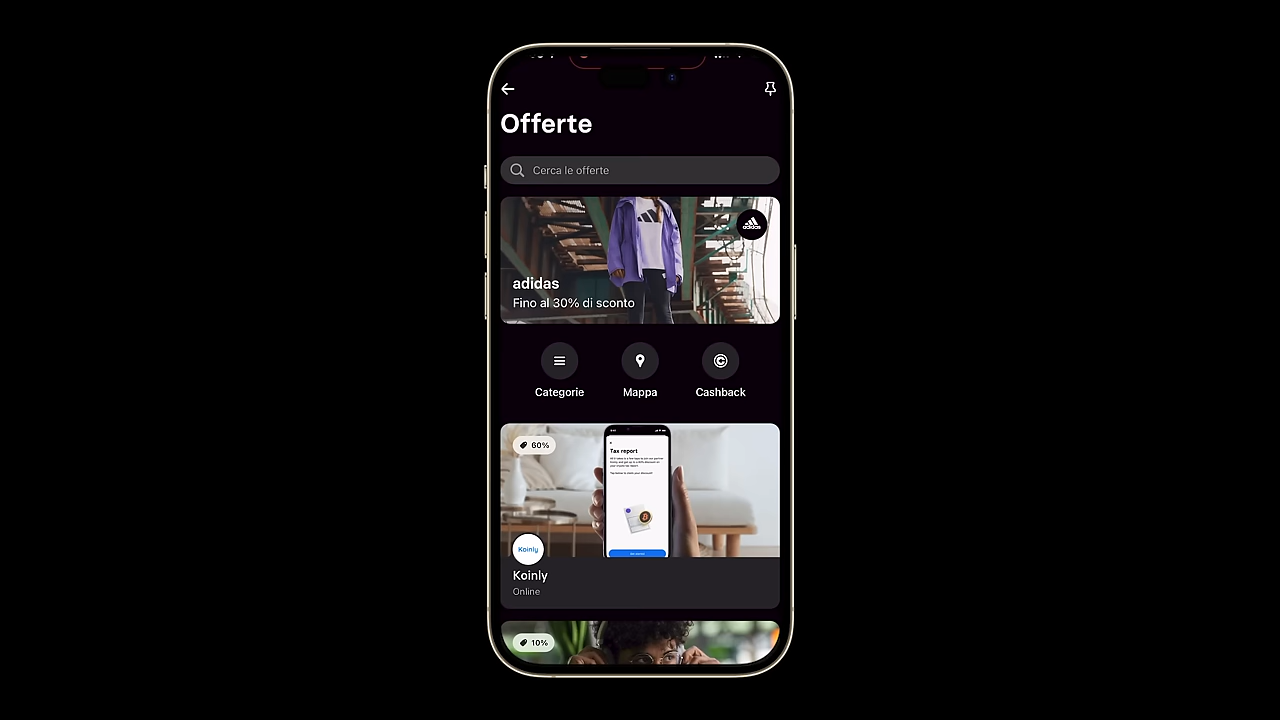 Offerte
Cerca le offerte
adidas
adidas
Fino al 30% di sconto
Categorie
Mappa
Cashback
60%
Tax report
Koinly
Koinly
Online
10%